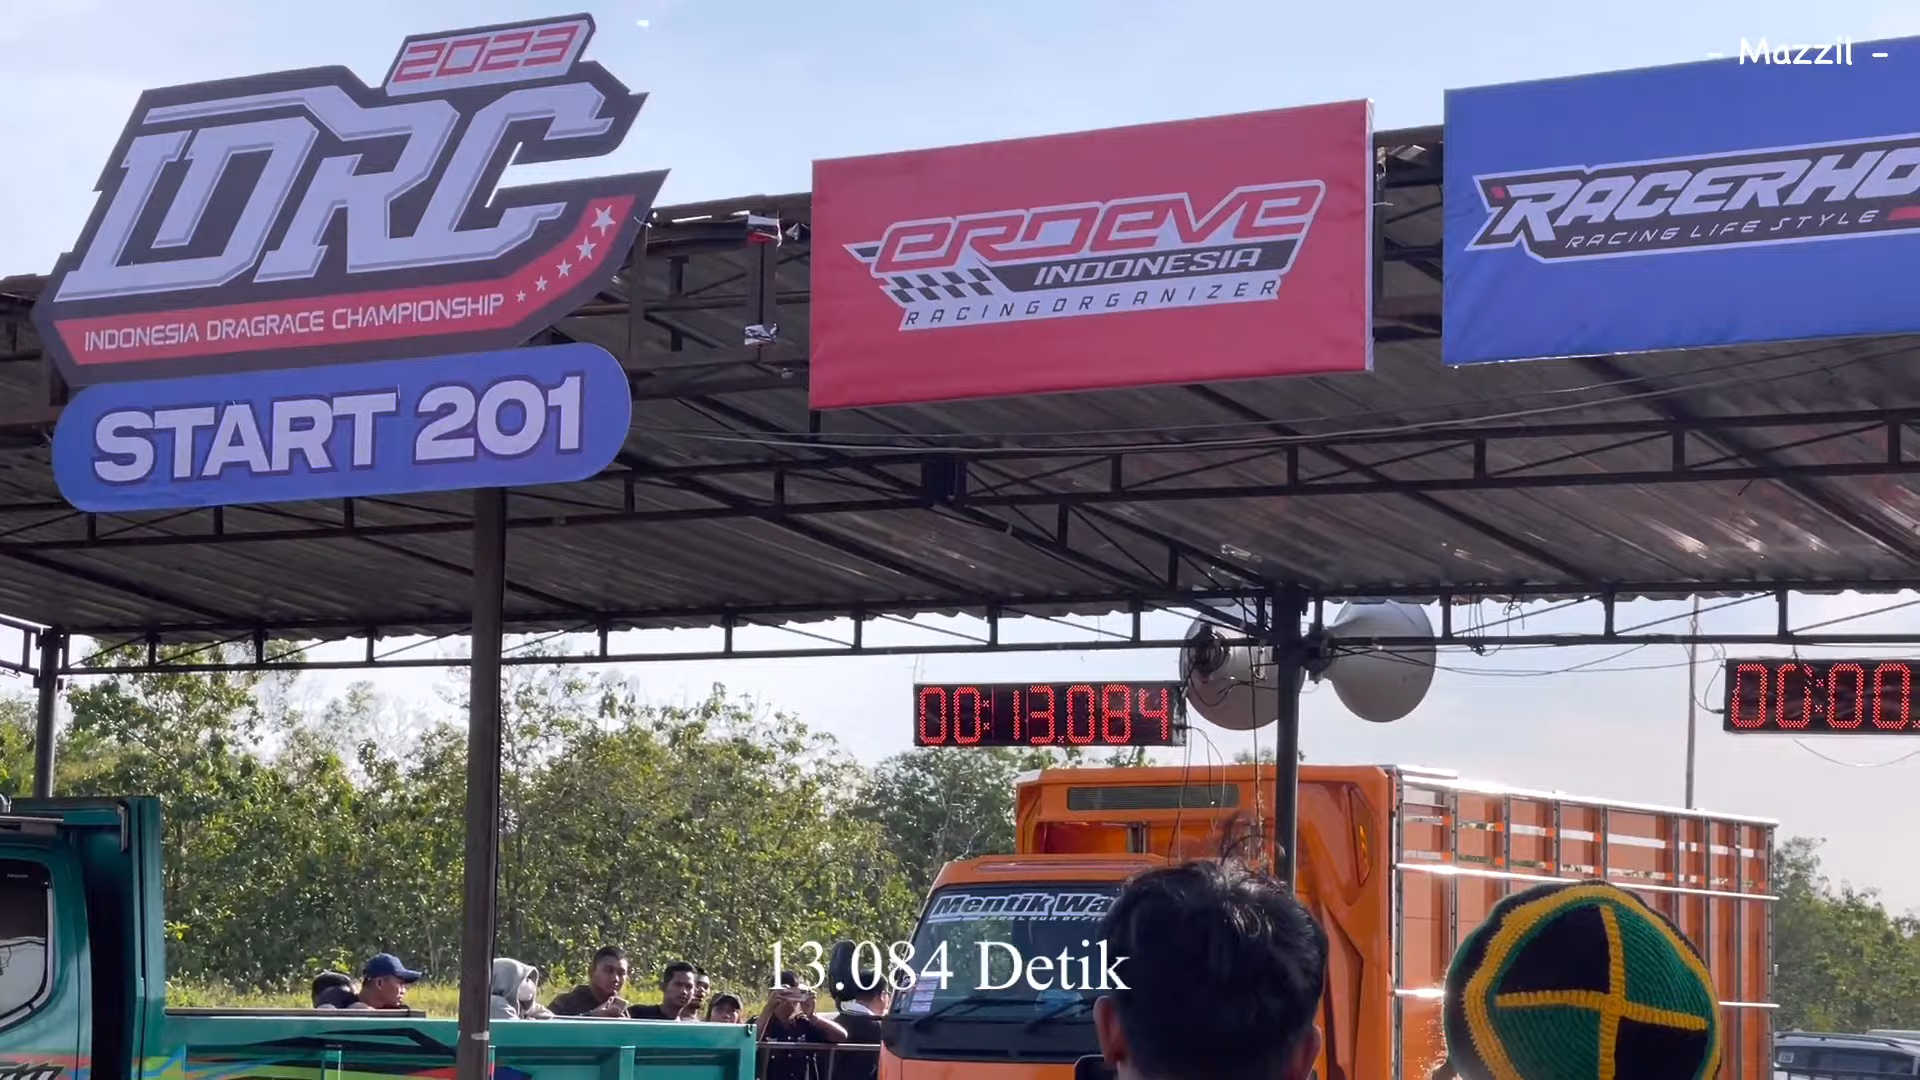 - Mazzil -
2023
IDRC
INDONESIA DRAGRACE CHAMPIONSHIP
START 201
ERDEVE
INDONESIA
RACINGORGANIZER
RACERHO
RACING LIFE STYLE
00:13.084
00:00.
Mentik Wa
13.084 Detik